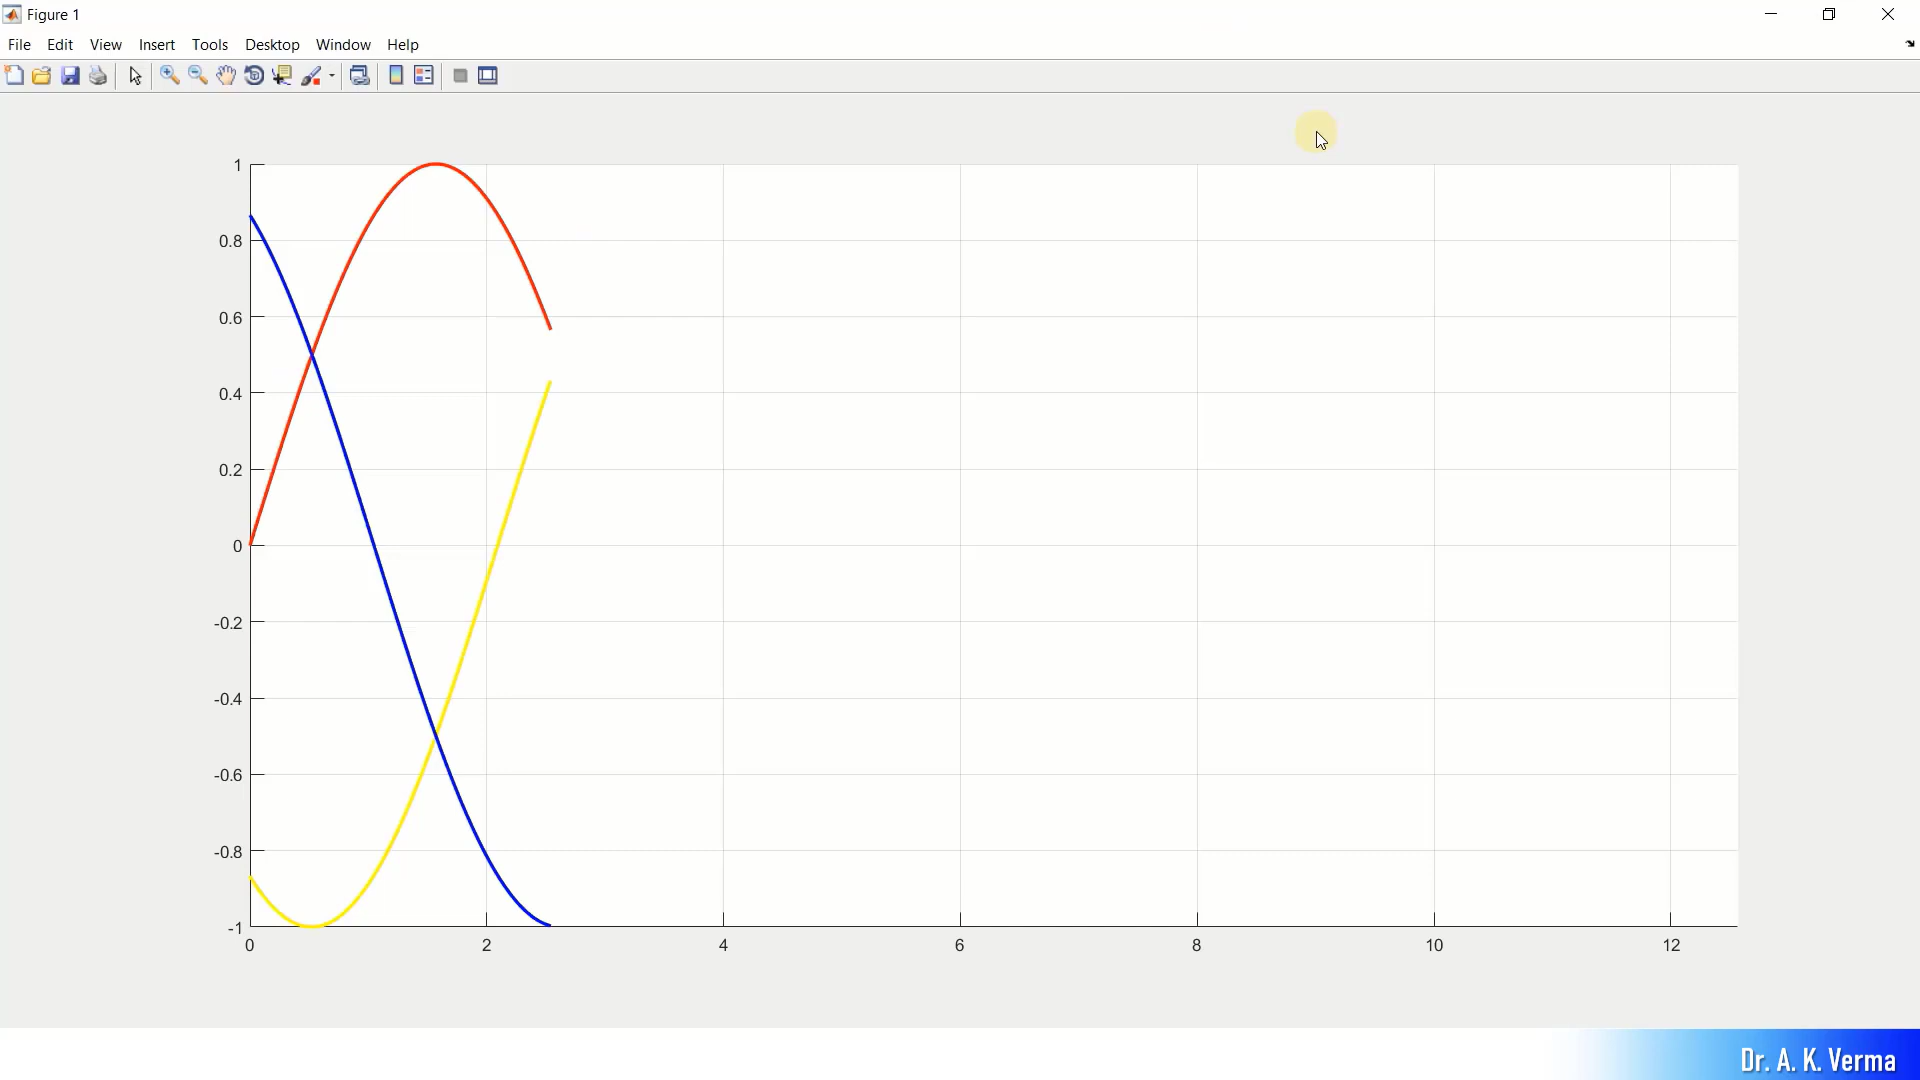 Figure 1
File Edit View Insert Tools Desktop Window Help
1
0.8
0.6
0.4
0.2
0
-0.2
-0.4
-0.6
-0.8
-1
0 2 4 6 8 10 12
Dr. A. K. Verma